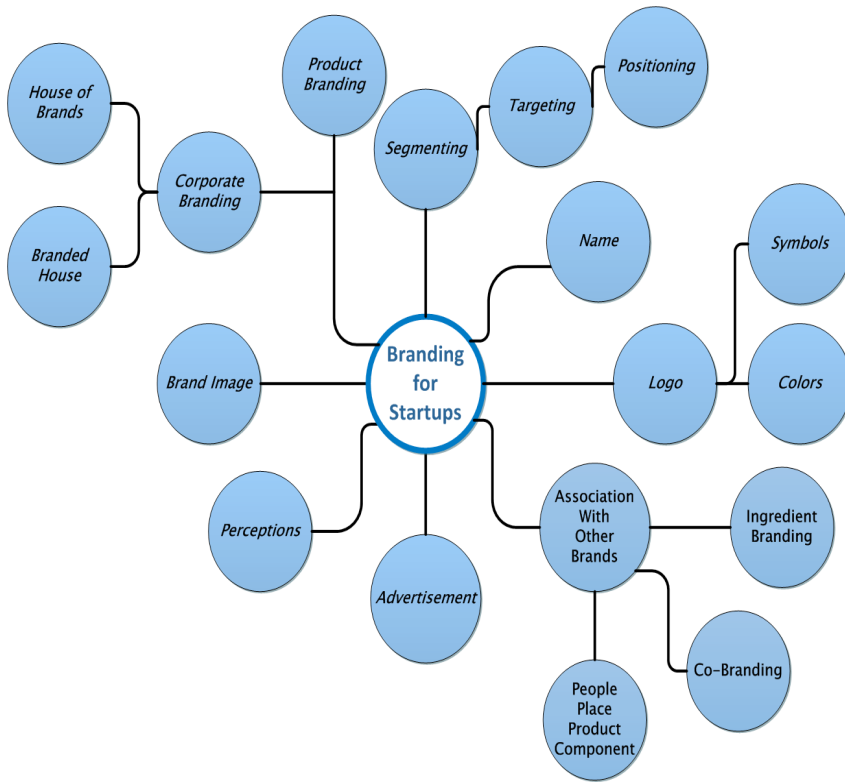 Product
Branding
Positioning
House of
Brands
Targeting
Segmenting
Corporate
Branding
Name
Symbols
Branded
House
Branding
for
Startups
Brand Image
Logo
Colors
Association
With
Other
Brands
Ingredient
Branding
Perceptions
Advertisement
Co-Branding
People
Place
Product
Component